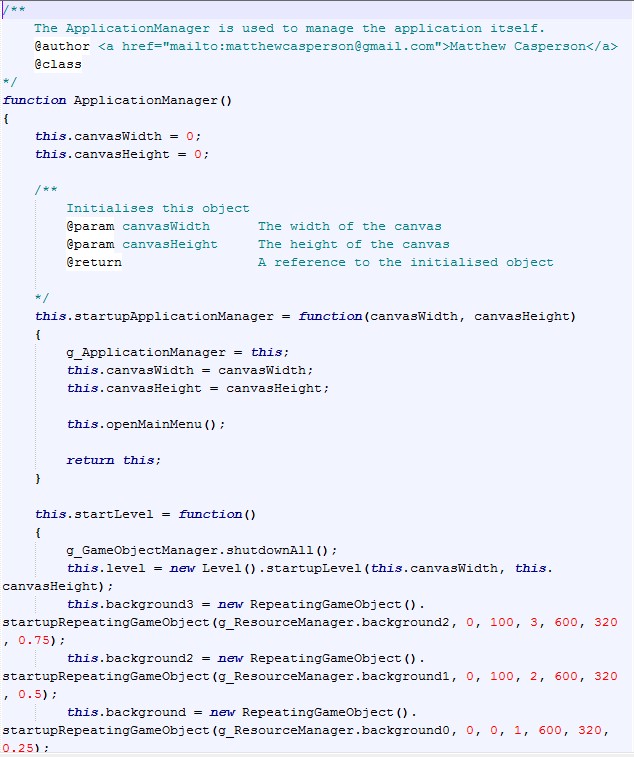 /**
The ApplicationManager is used to manage the application itself.
@author <a href="mailto:matthewcasperson@gmail.com">Matthew Casperson</a>
@class
*/
function ApplicationManager()
{
this.canvasWidth = 0;
this.canvasHeight = 0;
/**
Initialises this object
@param canvasWidth The width of the canvas
@param canvasHeight The height of the canvas
@return A reference to the initialised object
*/
this.startupApplicationManager = function(canvasWidth, canvasHeight)
{
g_ApplicationManager = this;
this.canvasWidth = canvasWidth;
this.canvasHeight = canvasHeight;
this.openMainMenu();
return this;
}
this.startLevel = function()
{
g_GameObjectManager.shutdownAll();
this.level = new Level().startupLevel(this.canvasWidth, this.
canvasHeight);
this.background3 = new RepeatingGameObject().
startupRepeatingGameObject(g_ResourceManager.background2, 0, 100, 3, 600, 320
, 0.75);
this.background2 = new RepeatingGameObject().
startupRepeatingGameObject(g_ResourceManager.background1, 0, 100, 2, 600, 320
, 0.5);
this.background = new RepeatingGameObject().
startupRepeatingGameObject(g_ResourceManager.background0, 0, 0, 1, 600, 320,
0.25);